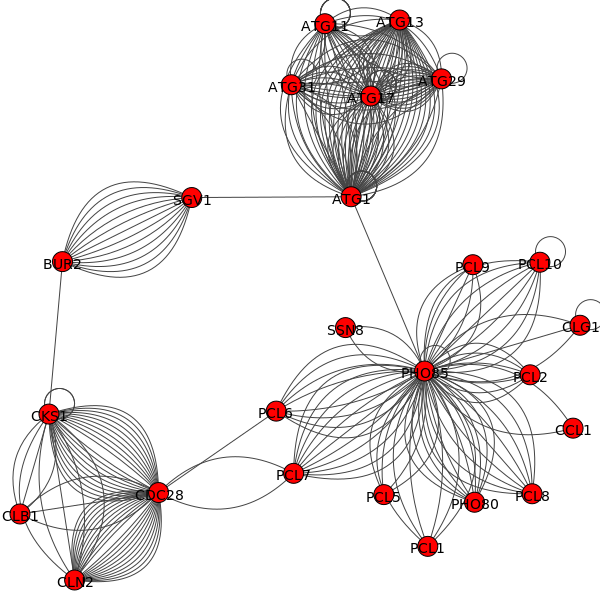 ATG11
ATG13
ATG31
ATG17
ATG29
SGV1
ATG1
BUR2
PCL9
PCL10
SSN8
CLG1
PHO85
PCL2
CKS1
PCL6
CCL1
PCL7
CDC28
PCL5
PHO80
PCL8
CLB1
PCL1
CLN2